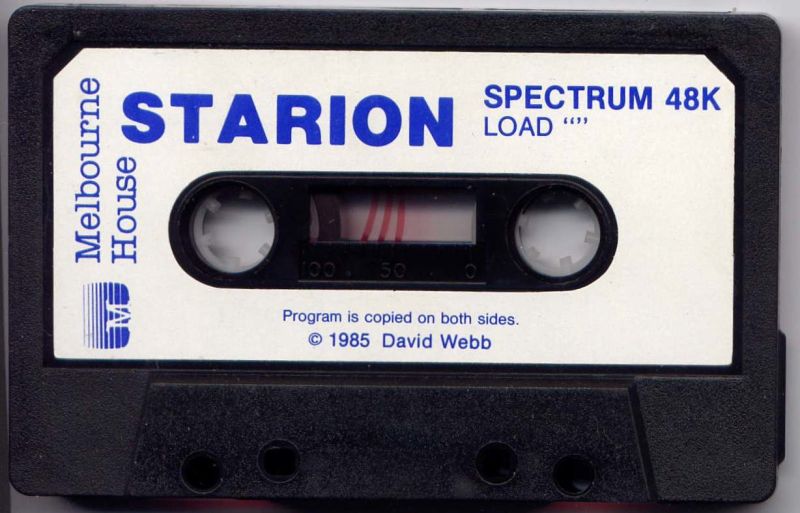 Melbourne
House
STARION
SPECTRUM 48K
LOAD “”
100 . 50 . 0
Program is copied on both sides.
© 1985 David Webb